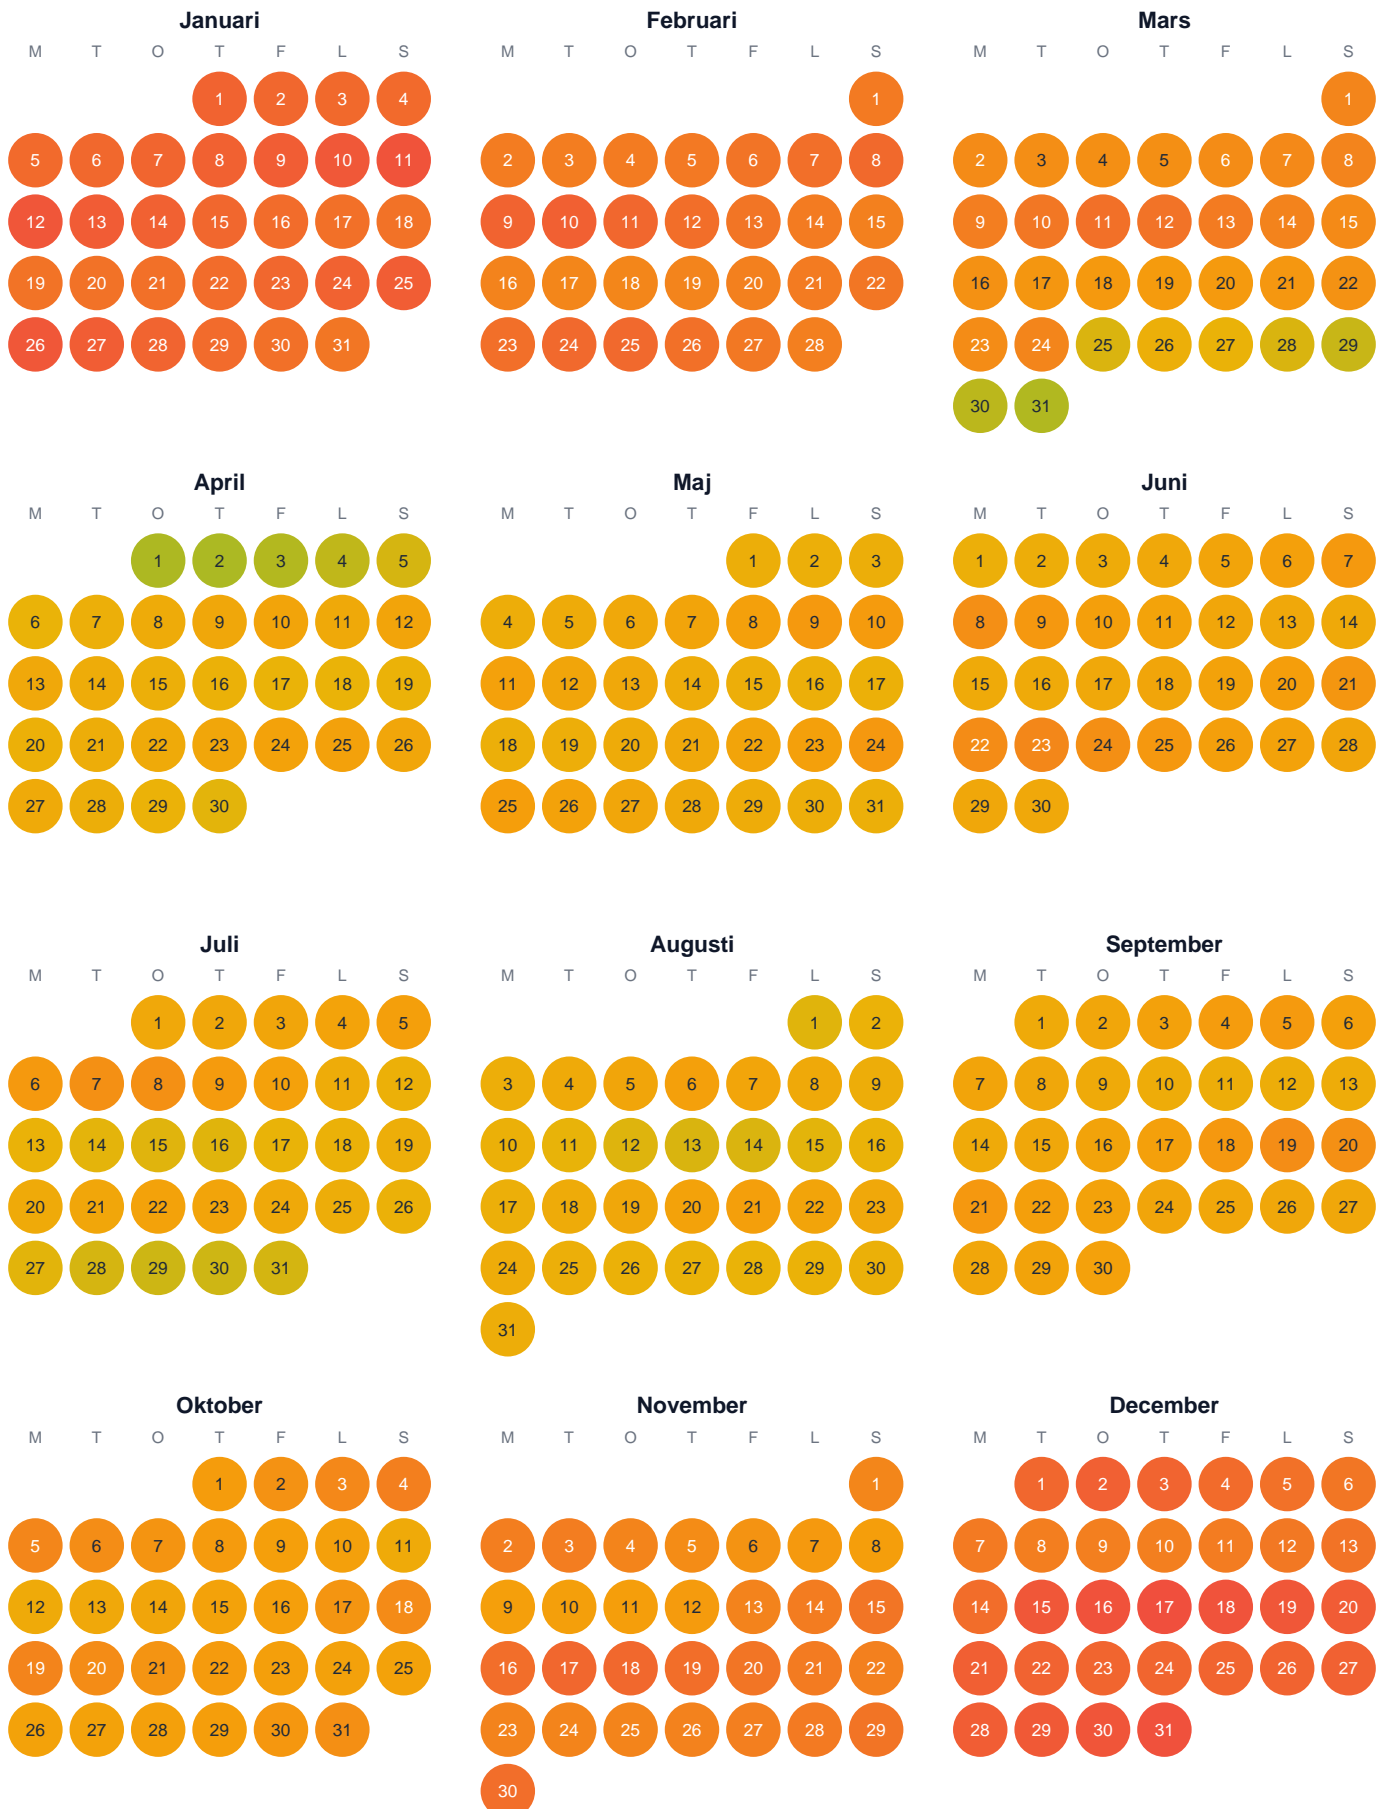 Januari Februari Mars
M T O T F L S M T O T F L S M T O T F L S
1 2 3 4 1 1
5 6 7 8 9 10 11 2 3 4 5 6 7 8 2 3 4 5 6 7 8
12 13 14 15 16 17 18 9 10 11 12 13 14 15 9 10 11 12 13 14 15
19 20 21 22 23 24 25 16 17 18 19 20 21 22 16 17 18 19 20 21 22
26 27 28 29 30 31 23 24 25 26 27 28 23 24 25 26 27 28 29
30 31
April Maj Juni
M T O T F L S M T O T F L S M T O T F L S
1 2 3 4 5 1 2 3 1 2 3 4 5 6 7
6 7 8 9 10 11 12 4 5 6 7 8 9 10 8 9 10 11 12 13 14
13 14 15 16 17 18 19 11 12 13 14 15 16 17 15 16 17 18 19 20 21
20 21 22 23 24 25 26 18 19 20 21 22 23 24 22 23 24 25 26 27 28
27 28 29 30 25 26 27 28 29 30 31 29 30
Juli Augusti September
M T O T F L S M T O T F L S M T O T F L S
1 2 3 4 5 1 2 1 2 3 4 5 6
6 7 8 9 10 11 12 3 4 5 6 7 8 9 7 8 9 10 11 12 13
13 14 15 16 17 18 19 10 11 12 13 14 15 16 14 15 16 17 18 19 20
20 21 22 23 24 25 26 17 18 19 20 21 22 23 21 22 23 24 25 26 27
27 28 29 30 31 24 25 26 27 28 29 30 28 29 30
31
Oktober November December
M T O T F L S M T O T F L S M T O T F L S
1 2 3 4 1 1 2 3 4 5 6
5 6 7 8 9 10 11 2 3 4 5 6 7 8 7 8 9 10 11 12 13
12 13 14 15 16 17 18 9 10 11 12 13 14 15 14 15 16 17 18 19 20
19 20 21 22 23 24 25 16 17 18 19 20 21 22 21 22 23 24 25 26 27
26 27 28 29 30 31 23 24 25 26 27 28 29 28 29 30 31
30